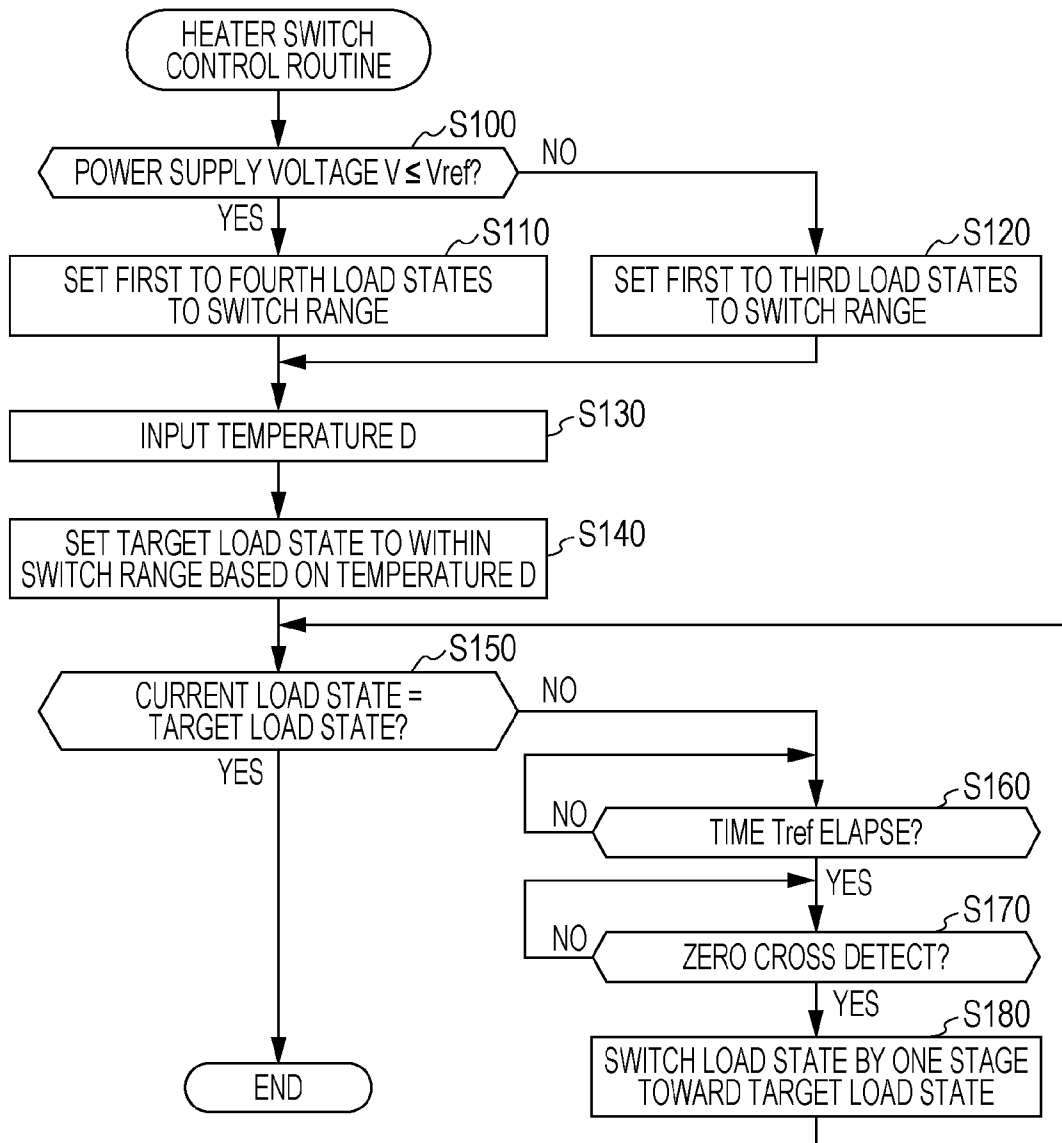 HEATER SWITCH
CONTROL ROUTINE
S100
POWER SUPPLY VOLTAGE V ≤ Vref?
NO
YES
S110
SET FIRST TO FOURTH LOAD STATES
TO SWITCH RANGE
S120
SET FIRST TO THIRD LOAD STATES
TO SWITCH RANGE
S130
INPUT TEMPERATURE D
S140
SET TARGET LOAD STATE TO WITHIN
SWITCH RANGE BASED ON TEMPERATURE D
S150
CURRENT LOAD STATE =
TARGET LOAD STATE?
NO
YES
S160
TIME Tref ELAPSE?
NO
YES
S170
ZERO CROSS DETECT?
NO
YES
S180
SWITCH LOAD STATE BY ONE STAGE
TOWARD TARGET LOAD STATE
END